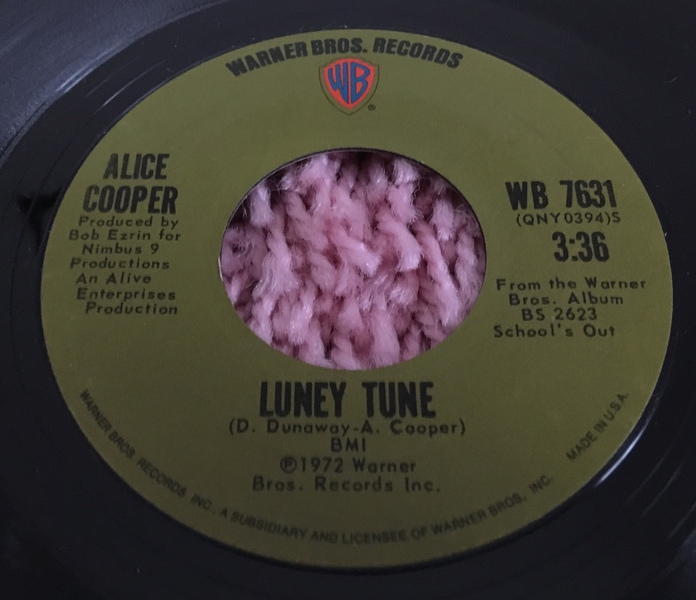 WARNER BROS. RECORDS
WB
®
ALICE
COOPER
Produced by
Bob Ezrin for
Nimbus 9
Productions
An Alive
Enterprises
Production
WB 7631
(QNY0394)S
3:36
From the Warner
Bros. Album
BS 2623
School's Out
LUNEY TUNE
(D. Dunaway-A. Cooper)
BMI
℗1972 Warner
Bros. Records Inc.
WARNER BROS. RECORDS INC., A SUBSIDIARY AND LICENSEE OF WARNER BROS., INC.
MADE IN U.S.A.